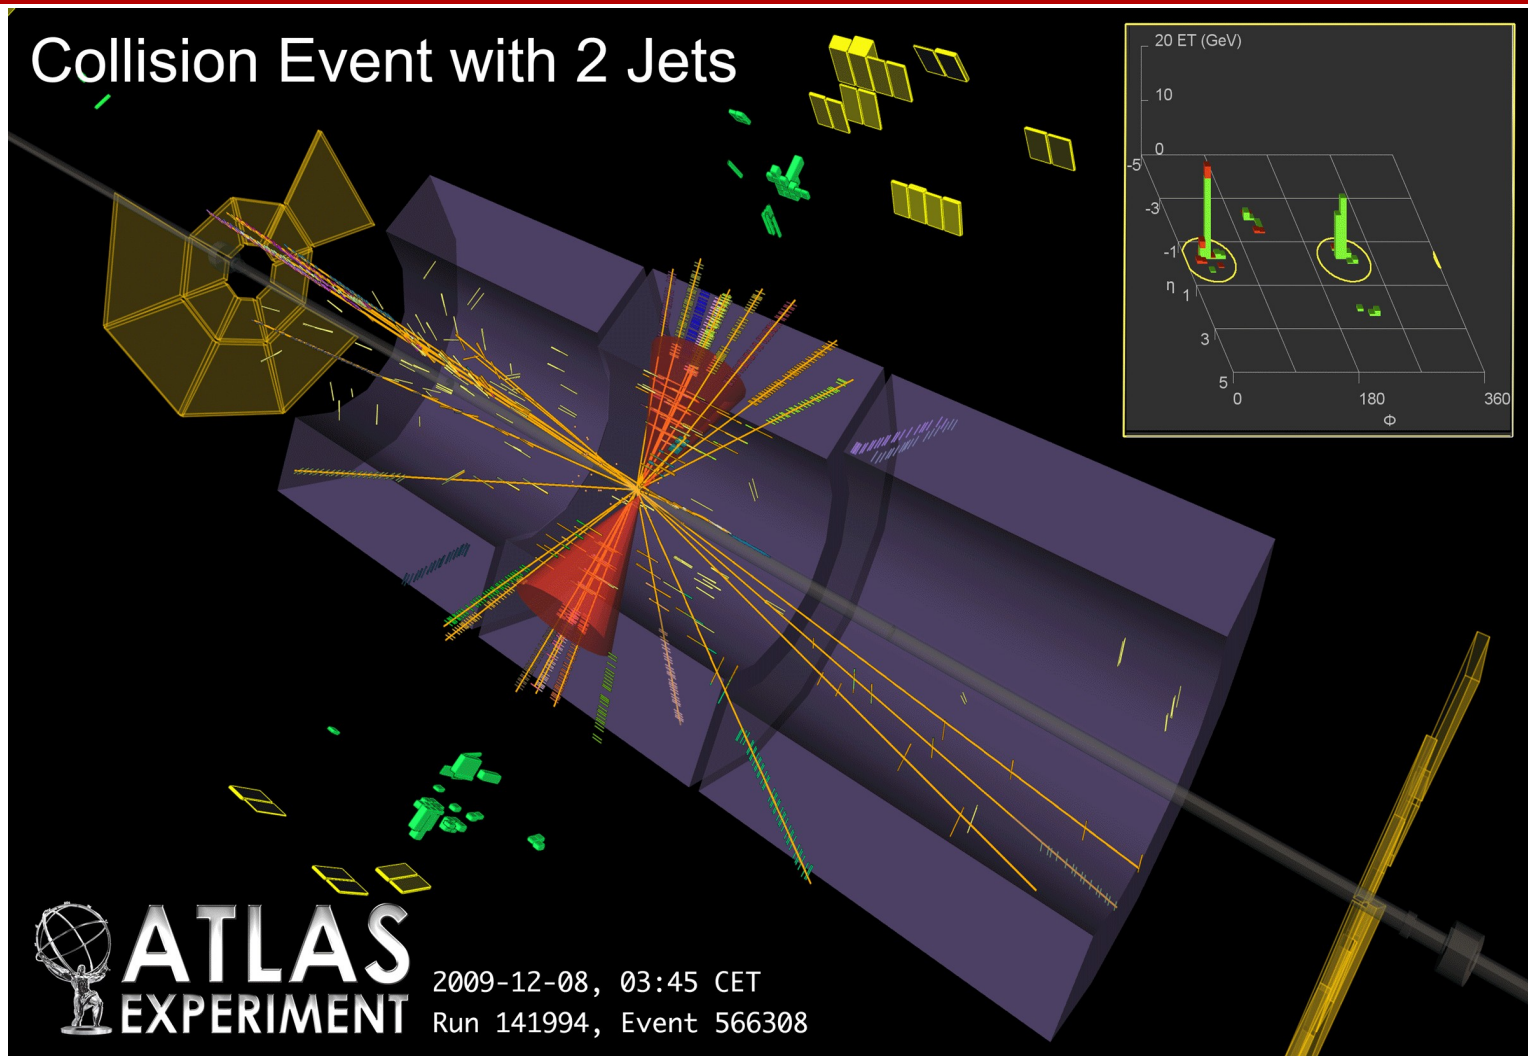 Collision Event with 2 Jets
20 ET (GeV)
10
0
-5
-3
-1
η
1
3
5
0
180
360
Φ
ATLAS
EXPERIMENT
2009-12-08, 03:45 CET
Run 141994, Event 566308